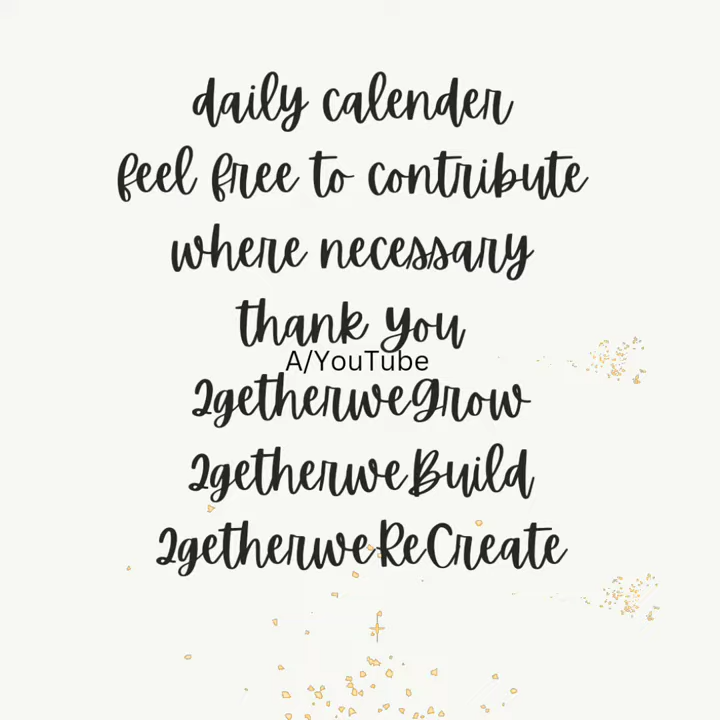 daily calender
feel free to contribute
where necessary
thank you
A/YouTube
2getherweGrow
2getherweBuild
2getherweReCreate